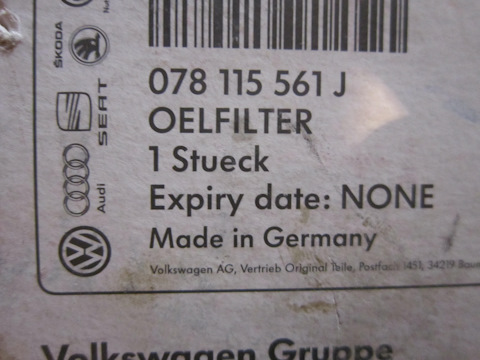 ŠKODA
SEAT
Audi
078 115 561 J
OELFILTER
1 Stueck
Expiry date: NONE
Made in Germany
Volkswagen AG, Vertrieb Original Teile, Postfach 1451, 34219
Volkswagen Gruppe